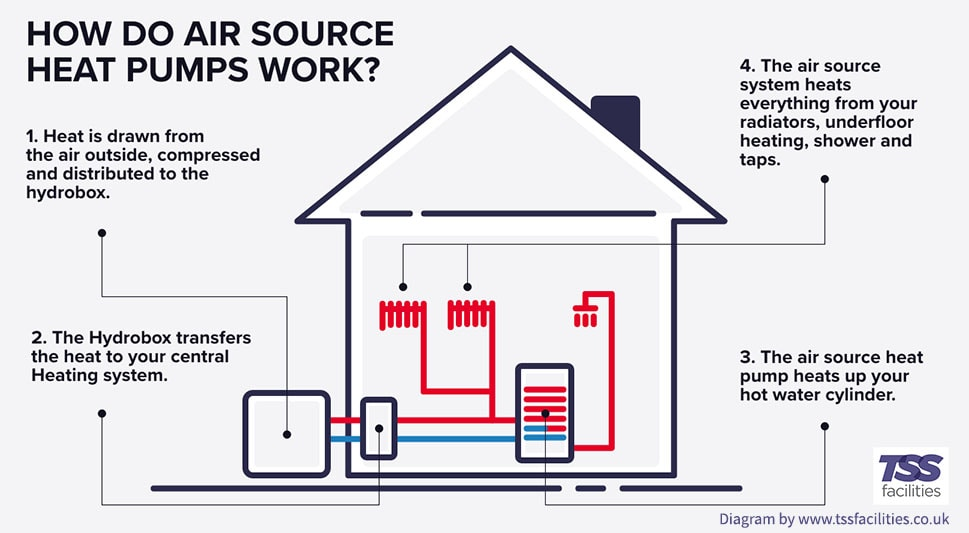 HOW DO AIR SOURCE
HEAT PUMPS WORK?
1. Heat is drawn from
the air outside, compressed
and distributed to the
hydrobox.
2. The Hydrobox transfers
the heat to your central
Heating system.
3. The air source heat
pump heats up your
hot water cylinder.
4. The air source
system heats
everything from your
radiators, underfloor
heating, shower and
taps.
TSS
facilities
Diagram by www.tssfacilities.co.uk